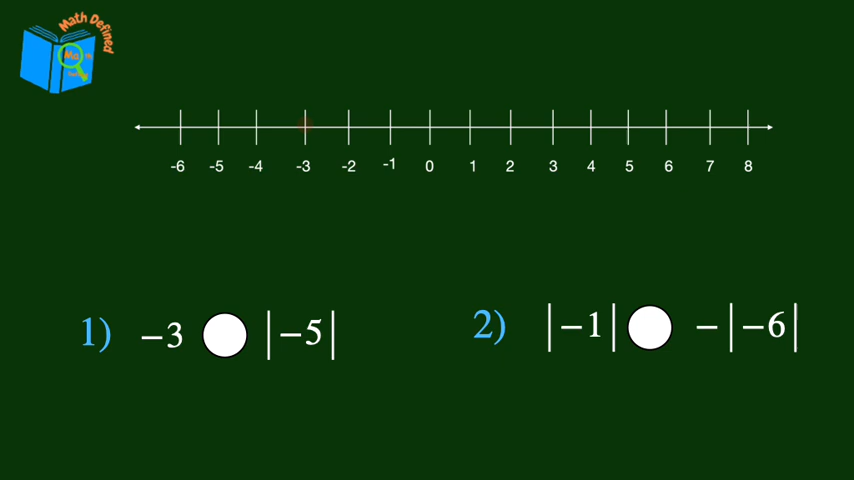 Math Defined
Ma
-6 -5 -4 -3 -2 -1 0 1 2 3 4 5 6 7 8
1) −3 |−5|
2) |−1| −|−6|